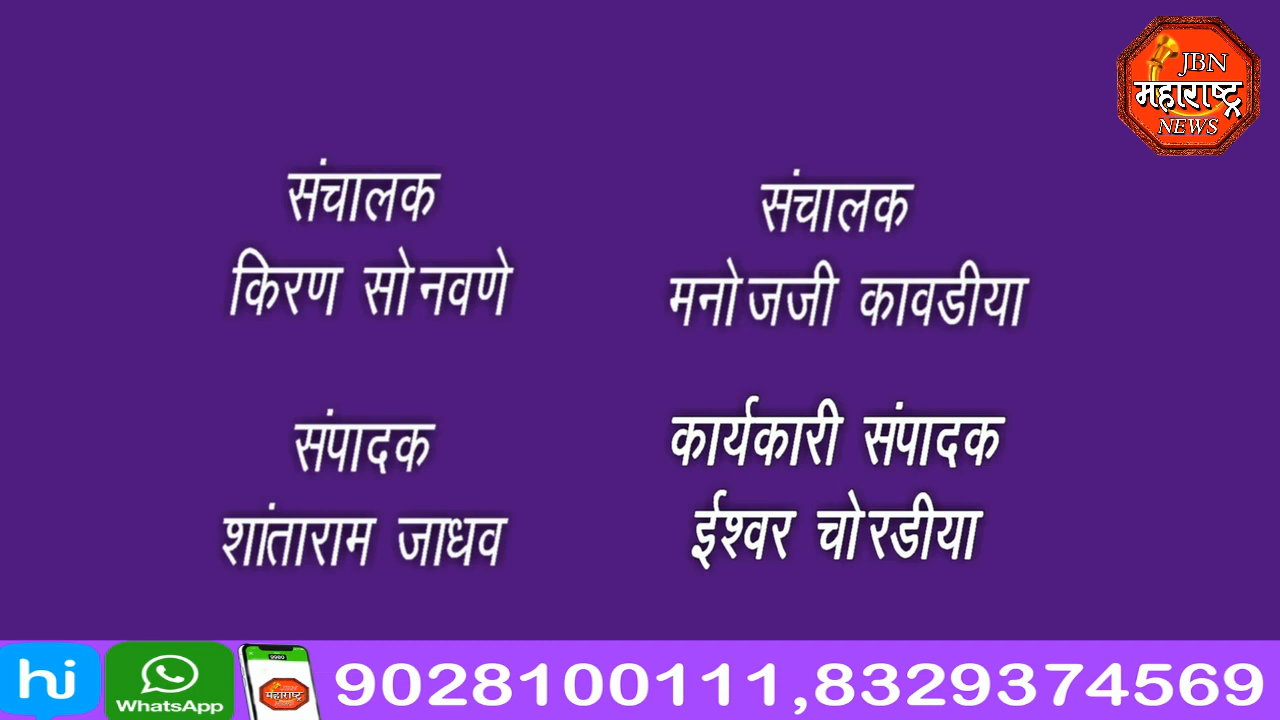 JBN
महाराष्ट्र
NEWS
संचालक
किरण सोनवणे
संचालक
मनोजजी कावडीया
संपादक
शांताराम जाधव
कार्यकारी संपादक
ईश्वर चोरडीया
hi
WhatsApp
महाराष्ट्र
9028100111,8329374569